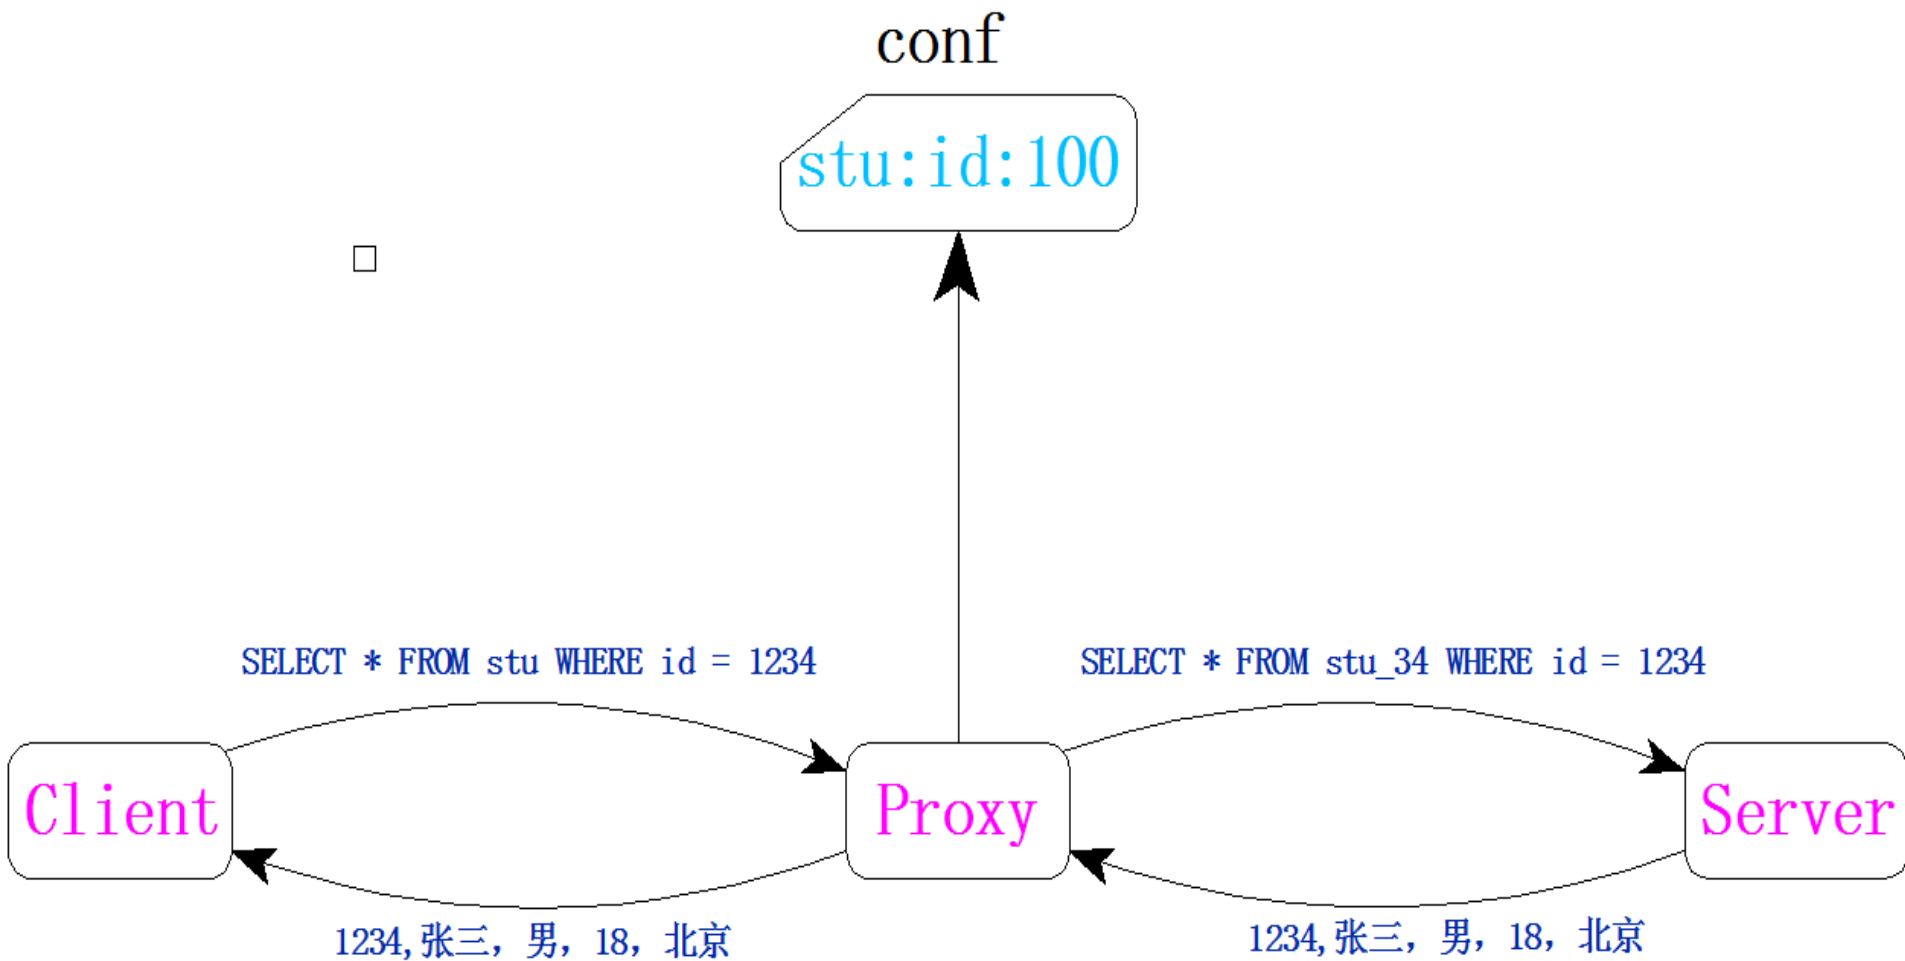 conf
stu:id:100
SELECT * FROM stu WHERE id = 1234
SELECT * FROM stu_34 WHERE id = 1234
Client
Proxy
Server
1234,张三，男，18，北京
1234,张三，男，18，北京